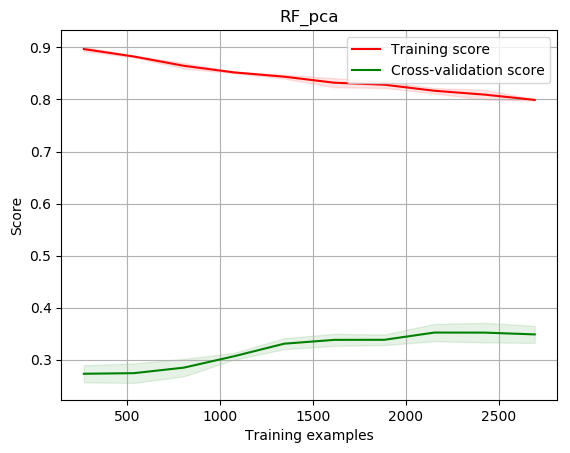 RF_pca
Training score
Cross-validation score
0.9
0.8
0.7
0.6
0.5
0.4
0.3
Score
500
1000
1500
2000
2500
Training examples